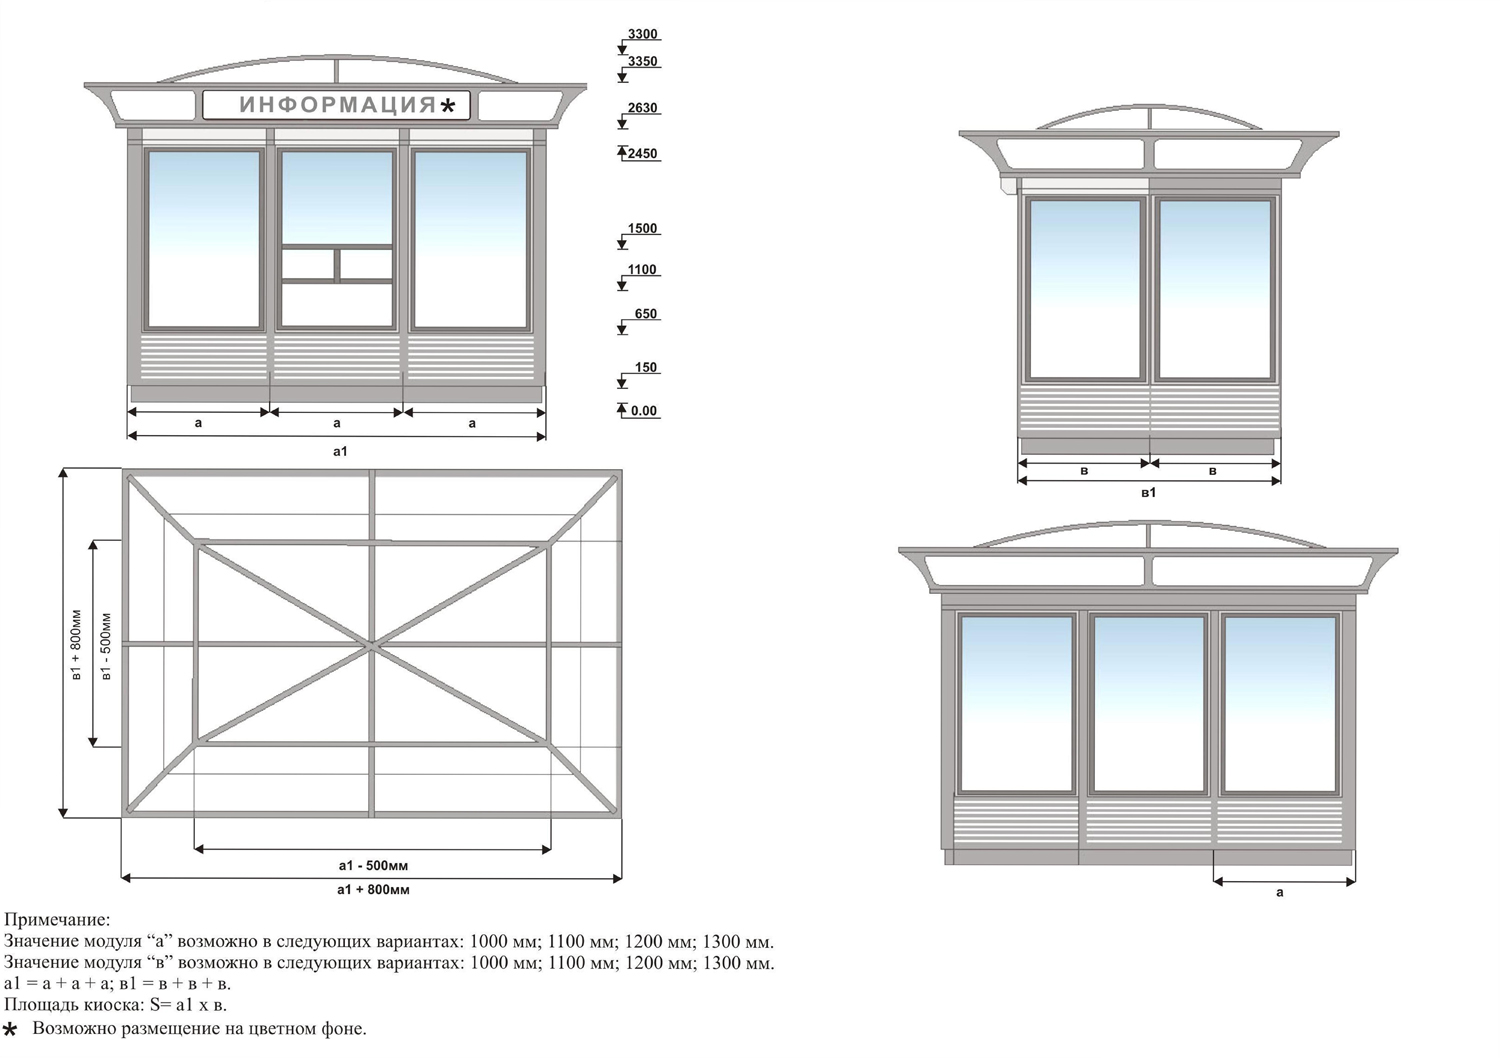 3300
3350
2630
2450
1500
1100
650
150
0.00
ИНФОРМАЦИЯ*
а а а
а1
в в
в1
в1 + 800мм
в1 - 500мм
а1 - 500мм
а1 + 800мм
а
Примечание:
Значение модуля “а” возможно в следующих вариантах: 1000 мм; 1100 мм; 1200 мм; 1300 мм.
Значение модуля “в” возможно в следующих вариантах: 1000 мм; 1100 мм; 1200 мм; 1300 мм.
а1 = а + а + а; в1 = в + в + в.
Площадь киоска: S= а1 х в.
* Возможно размещение на цветном фоне.